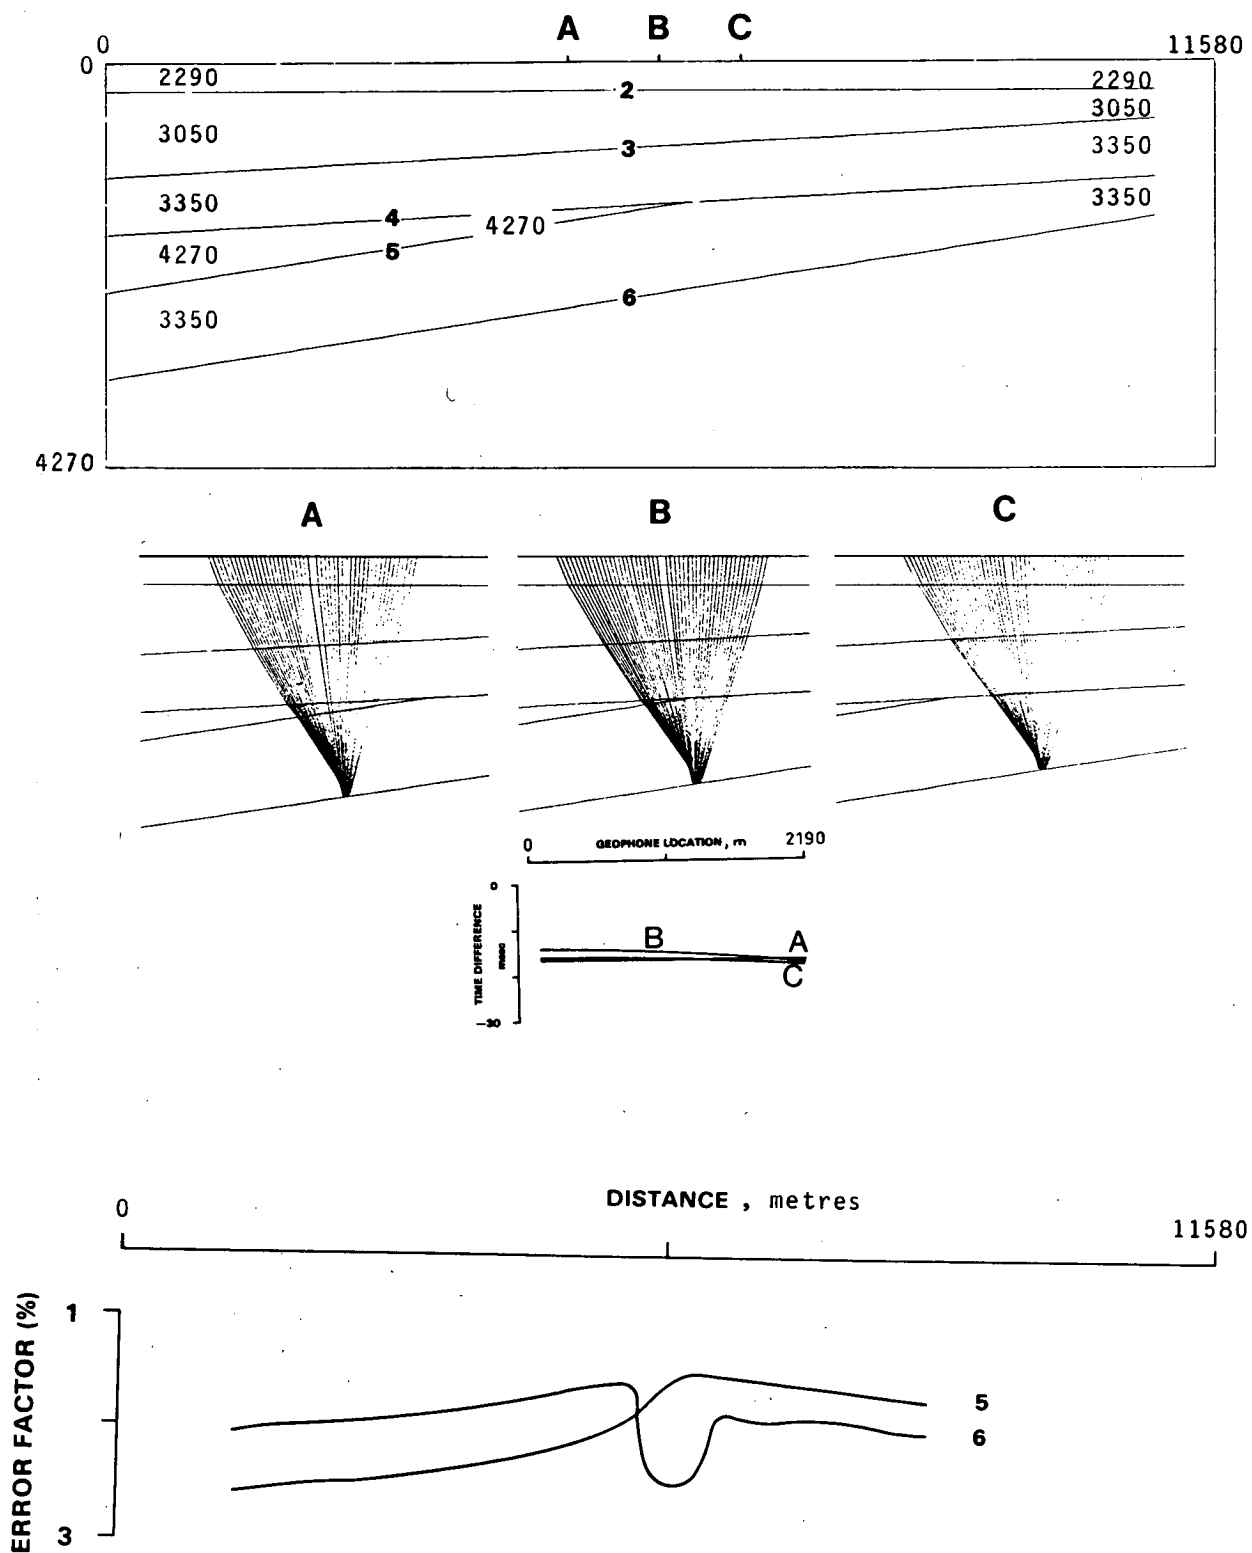 A B C
0 11580
0
2290 2290
2
3050 3050
3
3350 3350
4 3350
4270
4270 5
6
3350
4270
A B C
0 GEOPHONE LOCATION, m 2190
0
TIME DIFFERENCE
msec
B A
C
-30
DISTANCE, metres
0 11580
ERROR FACTOR (%)
1
5
6
3